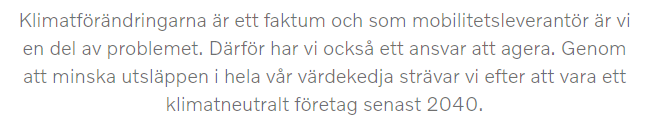 Klimatförändringarna är ett faktum och som mobilitetsleverantör är vi
en del av problemet. Därför har vi också ett ansvar att agera. Genom
att minska utsläppen i hela vår värdekedja strävar vi efter att vara ett
klimatneutralt företag senast 2040.